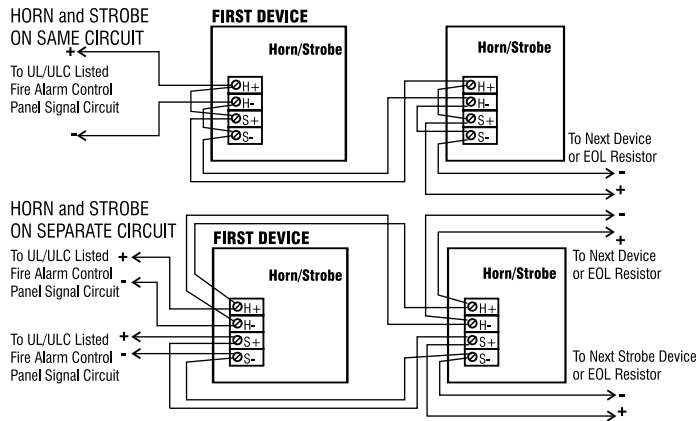 HORN and STROBE
ON SAME CIRCUIT
+
To UL/ULC Listed
Fire Alarm Control
Panel Signal Circuit
-
FIRST DEVICE
Horn/Strobe
H+
H-
S+
S-
Horn/Strobe
H+
H-
S+
S-
To Next Device
or EOL Resistor
-
+
HORN and STROBE
ON SEPARATE CIRCUIT
To UL/ULC Listed +
Fire Alarm Control
Panel Signal Circuit -
To UL/ULC Listed +
Fire Alarm Control -
Panel Signal Circuit
FIRST DEVICE
Horn/Strobe
H+
H-
S+
S-
Horn/Strobe
H+
H-
S+
S-
-
+
To Next Device
or EOL Resistor
To Next Strobe Device
or EOL Resistor
-
+